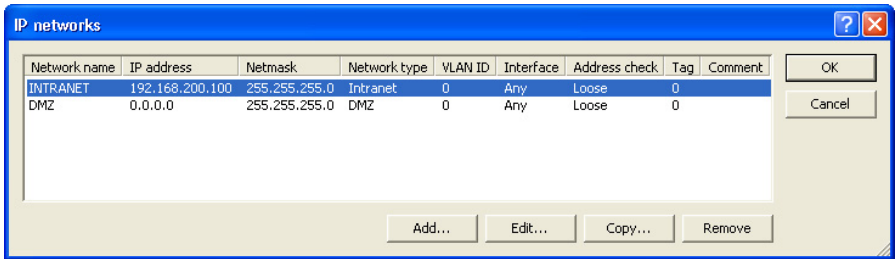 IP networks
Network name IP address Netmask Network type VLAN ID Interface Address check Tag Comment
INTRANET 192.168.200.100 255.255.255.0 Intranet 0 Any Loose 0
DMZ 0.0.0.0 255.255.255.0 DMZ 0 Any Loose 0
OK
Cancel
Add... Edit... Copy... Remove